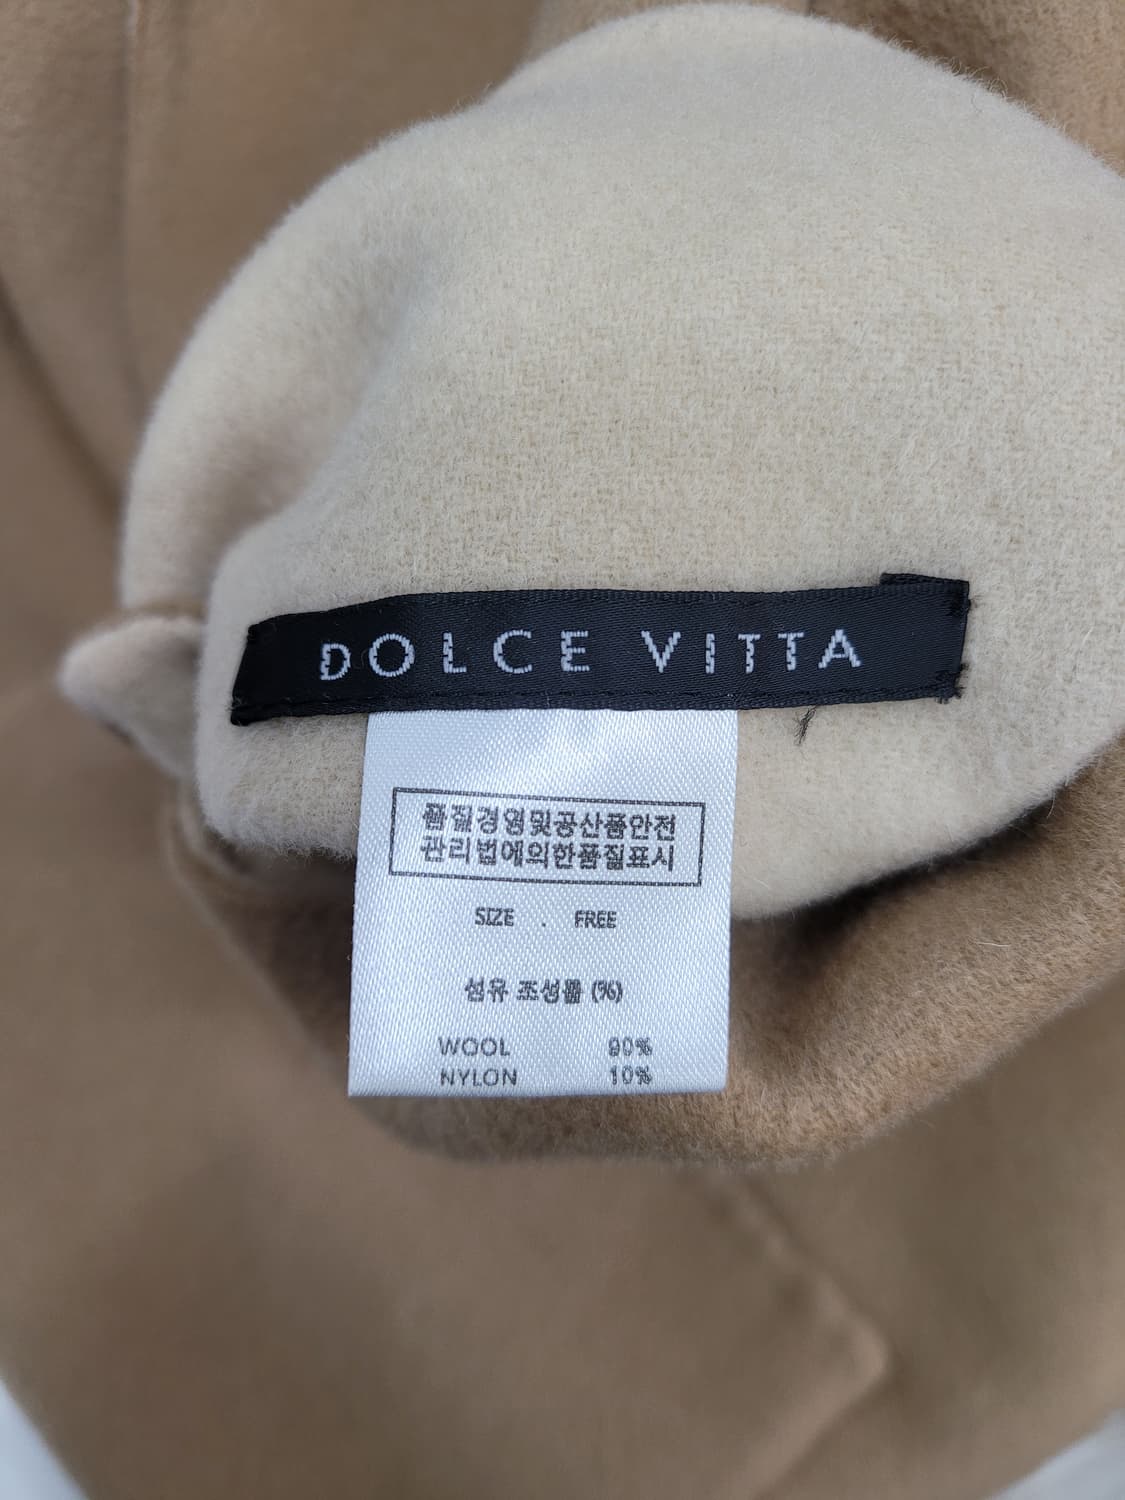 DOLCE VITTA
품질경영및공산품안전
관리법에의한품질표시
SIZE . FREE
섬유 조성률 (%)
WOOL 90%
NYLON 10%